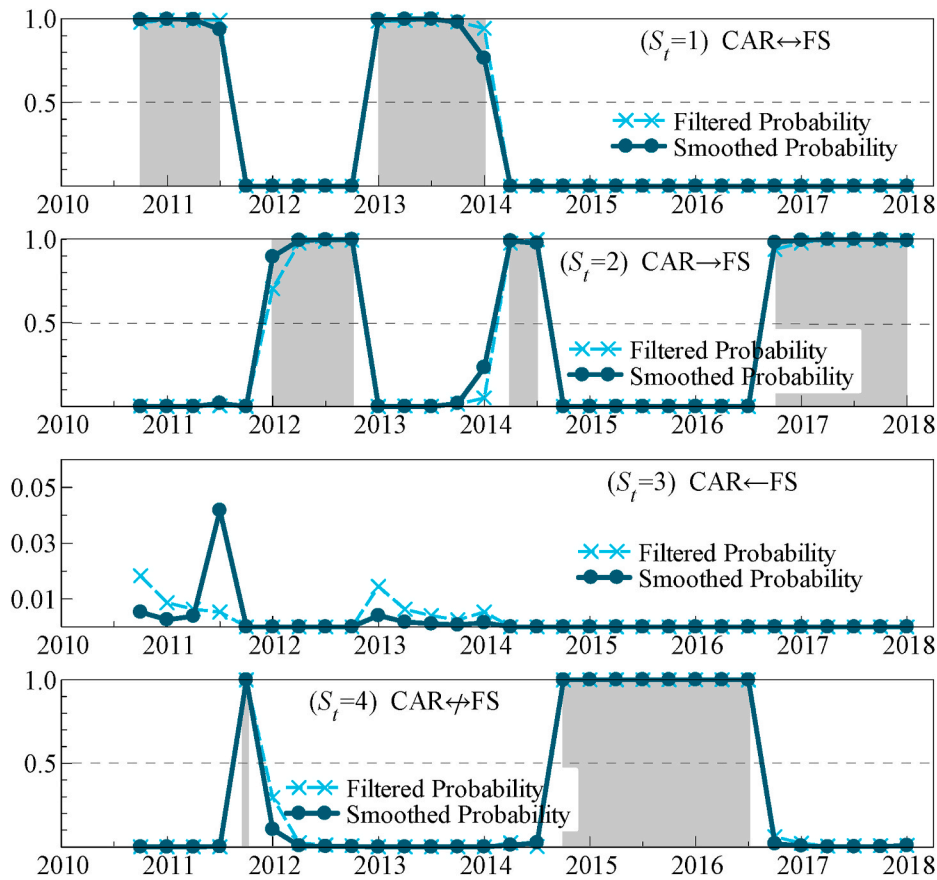 1.0
(St=1) CAR↔FS
0.5
Filtered Probability
Smoothed Probability
2010 2011 2012 2013 2014 2015 2016 2017 2018
1.0
(St=2) CAR→FS
0.5
Filtered Probability
Smoothed Probability
2010 2011 2012 2013 2014 2015 2016 2017 2018
0.05
(St=3) CAR←FS
0.03
Filtered Probability
Smoothed Probability
0.01
2010 2011 2012 2013 2014 2015 2016 2017 2018
1.0
(St=4) CAR↮FS
0.5
Filtered Probability
Smoothed Probability
2010 2011 2012 2013 2014 2015 2016 2017 2018